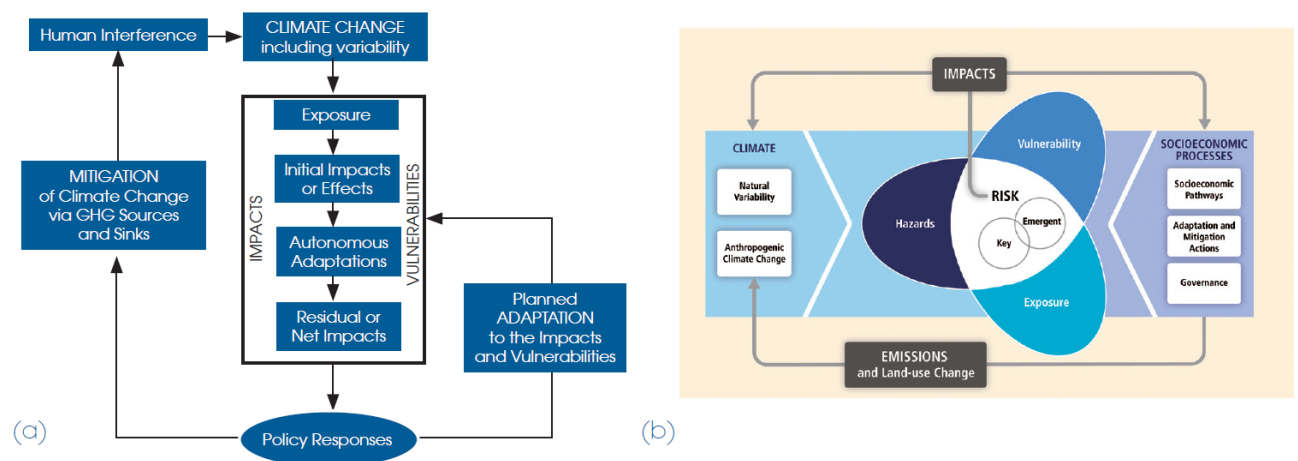 Human Interference
CLIMATE CHANGE
including variability
Exposure
Initial Impacts
or Effects
Autonomous
Adaptations
Residual or
Net Impacts
IMPACTS
VULNERABILITIES
MITIGATION
of Climate Change
via GHG Sources
and Sinks
Planned
ADAPTATION
to the Impacts
and Vulnerabilities
Policy Responses
(a)
IMPACTS
CLIMATE
Natural
Variability
Anthropogenic
Climate Change
Vulnerability
Hazards
RISK
Emergent
Key
Exposure
SOCIOECONOMIC
PROCESSES
Socioeconomic
Pathways
Adaptation and
Mitigation
Actions
Governance
EMISSIONS
and Land-use Change
(b)